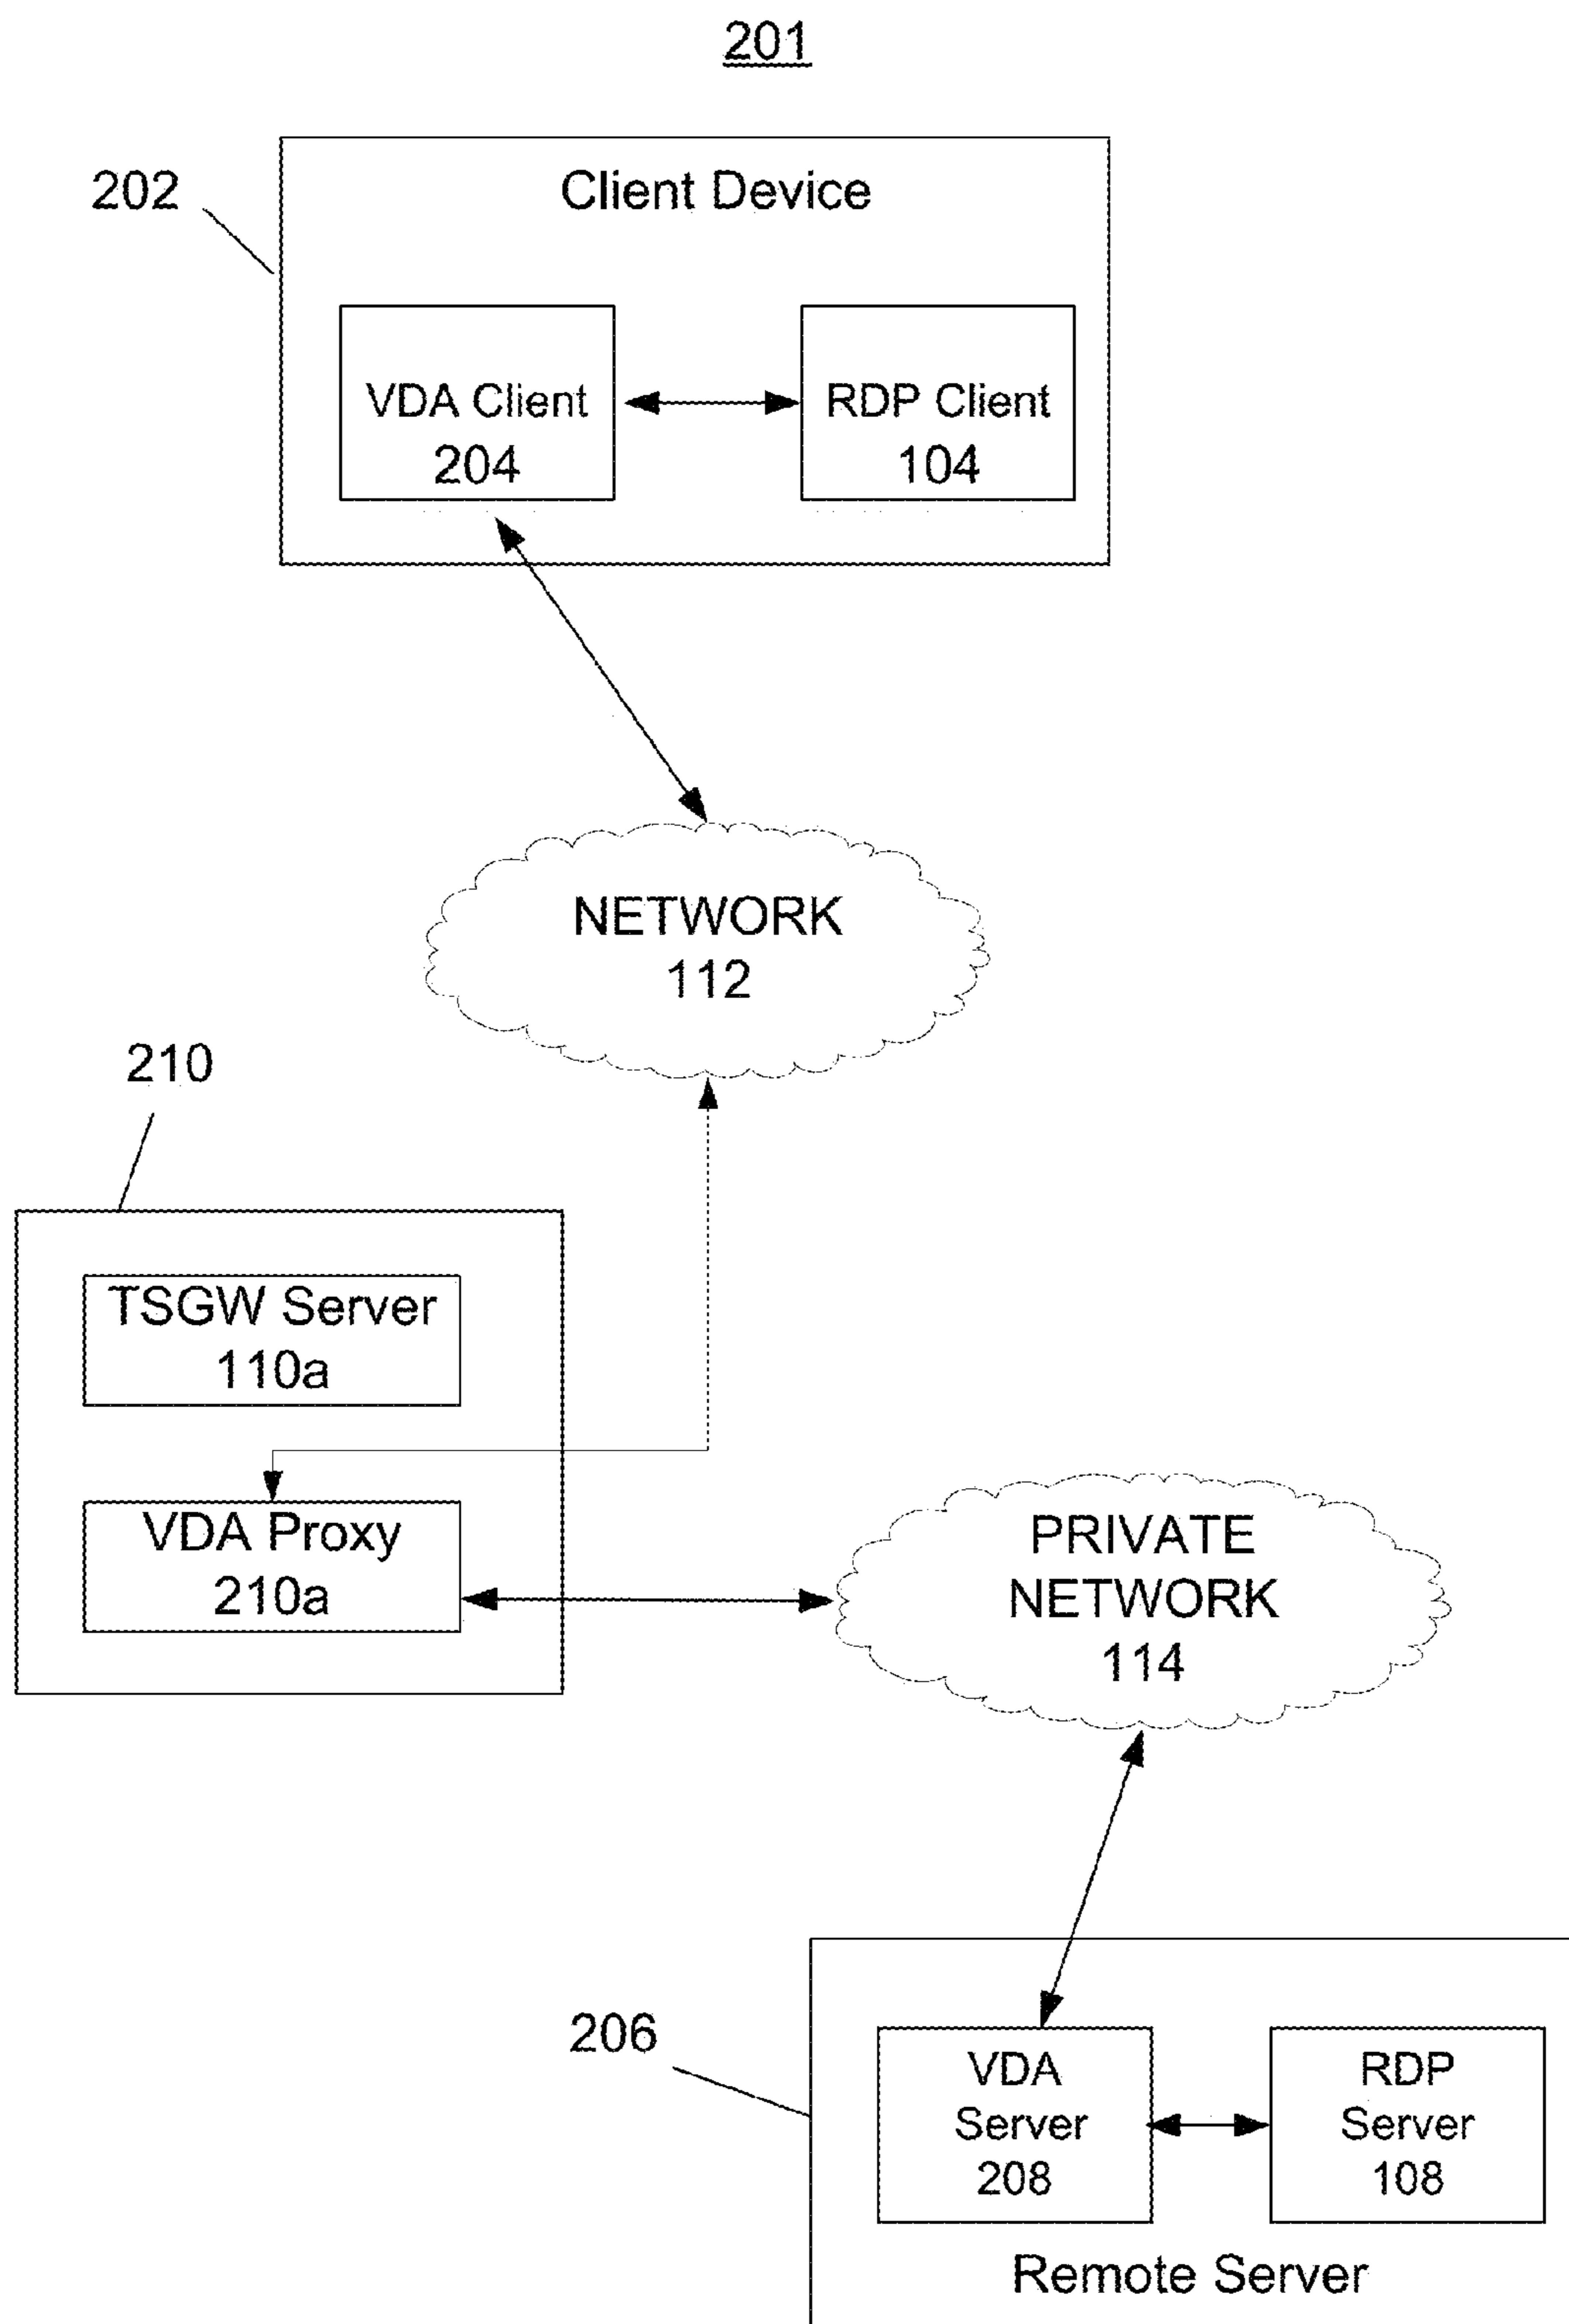 201
202
Client Device
VDA Client
204
RDP Client
104
NETWORK
112
210
TSGW Server
110a
VDA Proxy
210a
PRIVATE
NETWORK
114
206
VDA
Server
208
RDP
Server
108
Remote Server